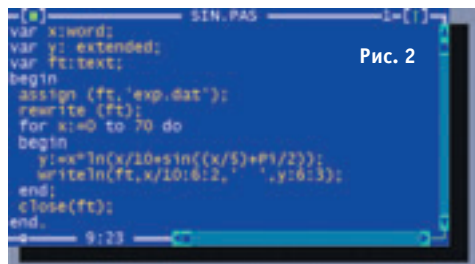 SIN.PAS 1=[↑]
var x:word;
var y: extended;
var ft:text;
Рис. 2
begin
assign (ft,'exp.dat');
rewrite (ft);
for x:=0 to 70 do
begin
y:=x*ln(x/10+sin((x/5)+Pi/2));
writeln(ft,x/10:6:2,' ',y:6:3);
end;
close(ft);
end.
9:23